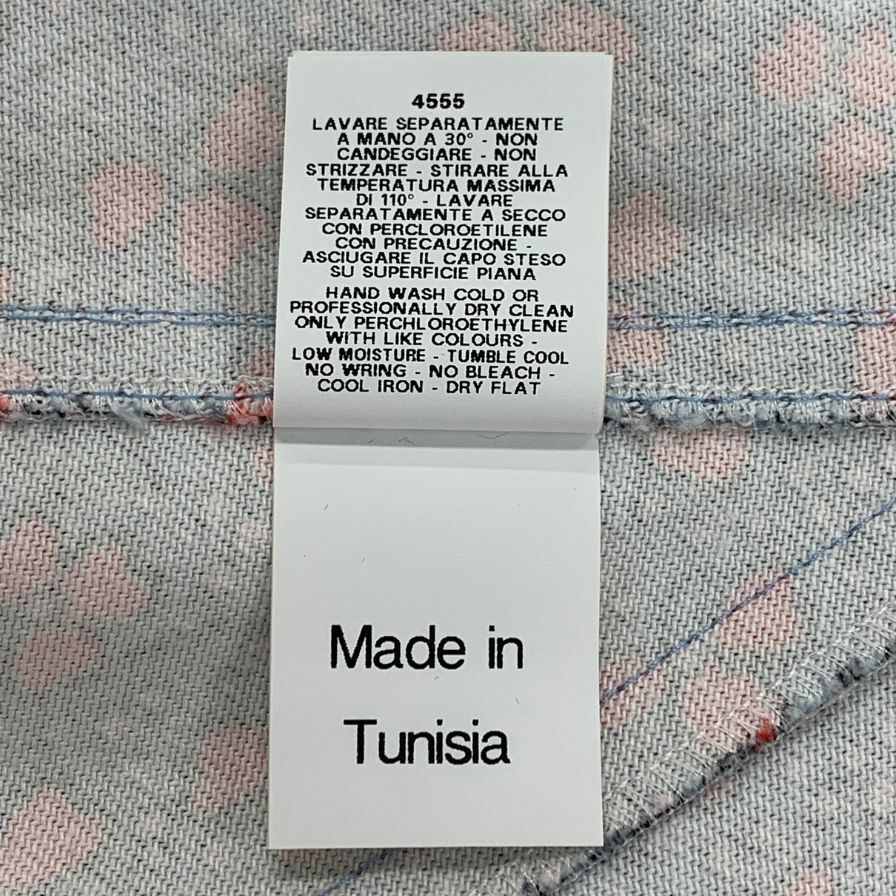 4555
LAVARE SEPARATAMENTE
A MANO A 30° - NON
CANDEGGIARE - NON
STRIZZARE - STIRARE ALLA
TEMPERATURA MASSIMA
DI 110° - LAVARE
SEPARATAMENTE A SECCO
CON PERCLOROETILENE
CON PRECAUZIONE -
ASCIUGARE IL CAPO STESO
SU SUPERFICIE PIANA
HAND WASH COLD OR
PROFESSIONALLY DRY CLEAN
ONLY PERCHLOROETHYLENE
WITH LIKE COLOURS -
LOW MOISTURE - TUMBLE COOL
NO WRING - NO BLEACH -
COOL IRON - DRY FLAT
Made in
Tunisia